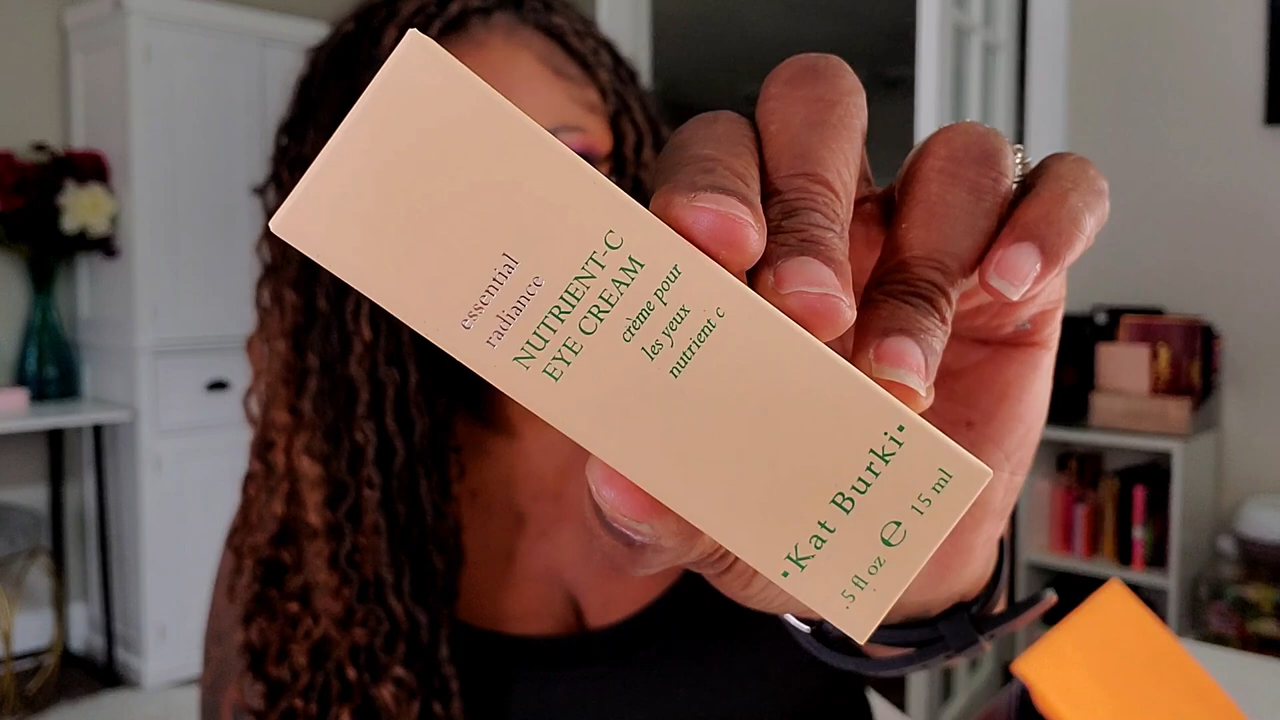 essential
radiance
NUTRIENT-C
EYE CREAM
crème pour
les yeux
nutrient c
·Kat Burki·
.5 fl oz ℮ 15 ml